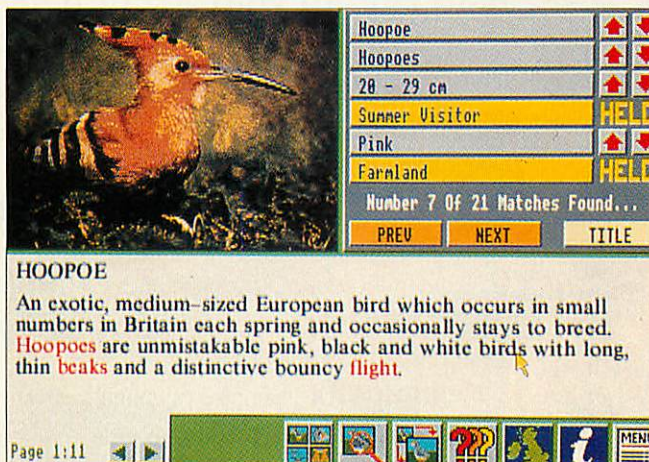 Hoopoe
Hoopoes
20 - 29 cm
Summer Visitor HELD
Pink
Farmland HELD
Number 7 Of 21 Matches Found...
PREV NEXT TITLE
HOOPOE
An exotic, medium-sized European bird which occurs in small
numbers in Britain each spring and occasionally stays to breed.
Hoopoes are unmistakable pink, black and white birds with long,
thin beaks and a distinctive bouncy flight.
Page 1:11 ??? i MENU